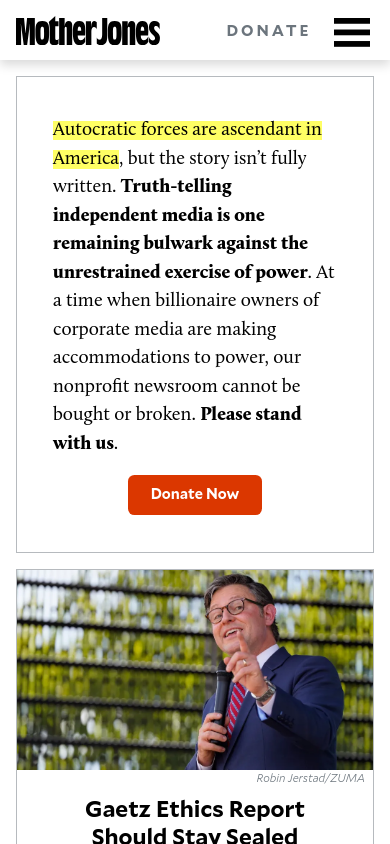 Mother Jones
DONATE
Autocratic forces are ascendant in
America, but the story isn’t fully
written. Truth-telling
independent media is one
remaining bulwark against the
unrestrained exercise of power. At
a time when billionaire owners of
corporate media are making
accommodations to power, our
nonprofit newsroom cannot be
bought or broken. Please stand
with us.
Donate Now
Robin Jerstad/ZUMA
Gaetz Ethics Report
Should Stay Sealed